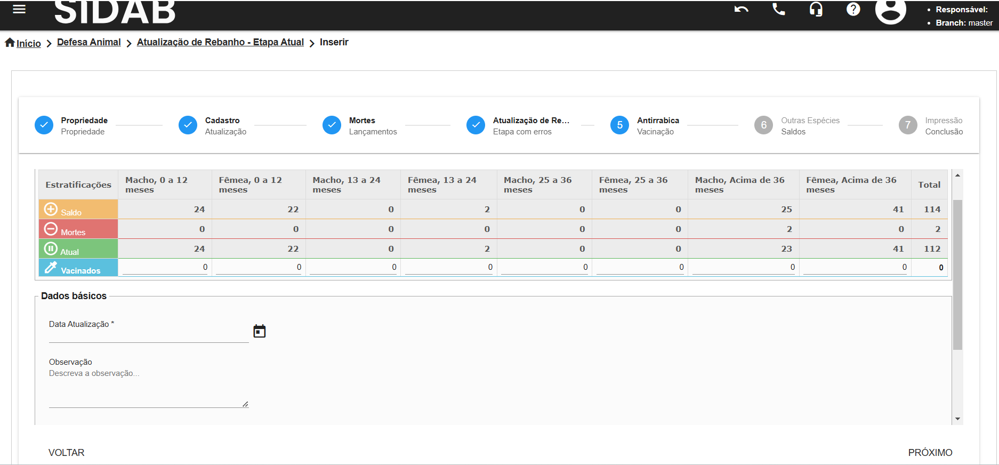 SIDAB
Responsável:
Branch: master
Início
Defesa Animal
Atualização de Rebanho - Etapa Atual
Inserir
Propriedade
Propriedade
Cadastro
Atualização
Mortes
Lançamentos
Atualização de Re...
Etapa com erros
5
Antirrabica
Vacinação
6
Outras Espécies
Saldos
7
Impressão
Conclusão
Estratificações
Macho, 0 a 12 meses
Fêmea, 0 a 12 meses
Macho, 13 a 24 meses
Fêmea, 13 a 24 meses
Macho, 25 a 36 meses
Fêmea, 25 a 36 meses
Macho, Acima de 36 meses
Fêmea, Acima de 36 meses
Total
Saldo 24 22 0 2 0 0 25 41 114
Mortes 0 0 0 0 0 0 2 0 2
Atual 24 22 0 2 0 0 23 41 112
Vacinados 0 0 0 0 0 0 0 0 0
Dados básicos
Data Atualização *
Observação
Descreva a observação...
VOLTAR
PRÓXIMO